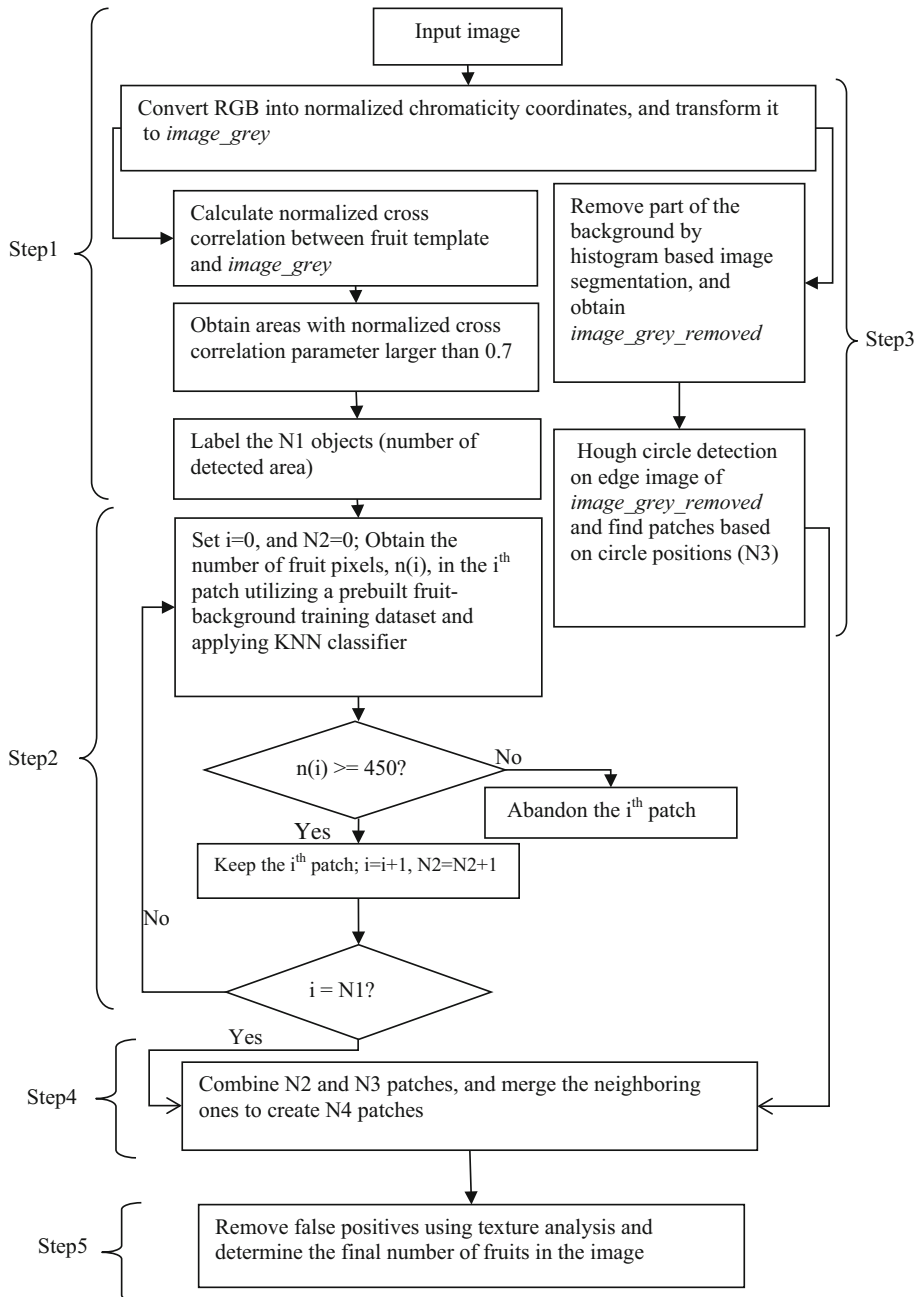 Input image
Convert RGB into normalized chromaticity coordinates, and transform it
to image_grey
Step1
Calculate normalized cross
correlation between fruit template
and image_grey
Obtain areas with normalized cross
correlation parameter larger than 0.7
Label the N1 objects (number of
detected area)
Remove part of the
background by
histogram based image
segmentation, and
obtain
image_grey_removed
Step3
Hough circle detection
on edge image of
image_grey_removed
and find patches based
on circle positions (N3)
Step2
Set i=0, and N2=0; Obtain the
number of fruit pixels, n(i), in the ith
patch utilizing a prebuilt fruit-
background training dataset and
applying KNN classifier
n(i) >= 450?
No
Abandon the ith patch
Yes
Keep the ith patch; i=i+1, N2=N2+1
No
i = N1?
Yes
Step4
Combine N2 and N3 patches, and merge the neighboring
ones to create N4 patches
Step5
Remove false positives using texture analysis and
determine the final number of fruits in the image